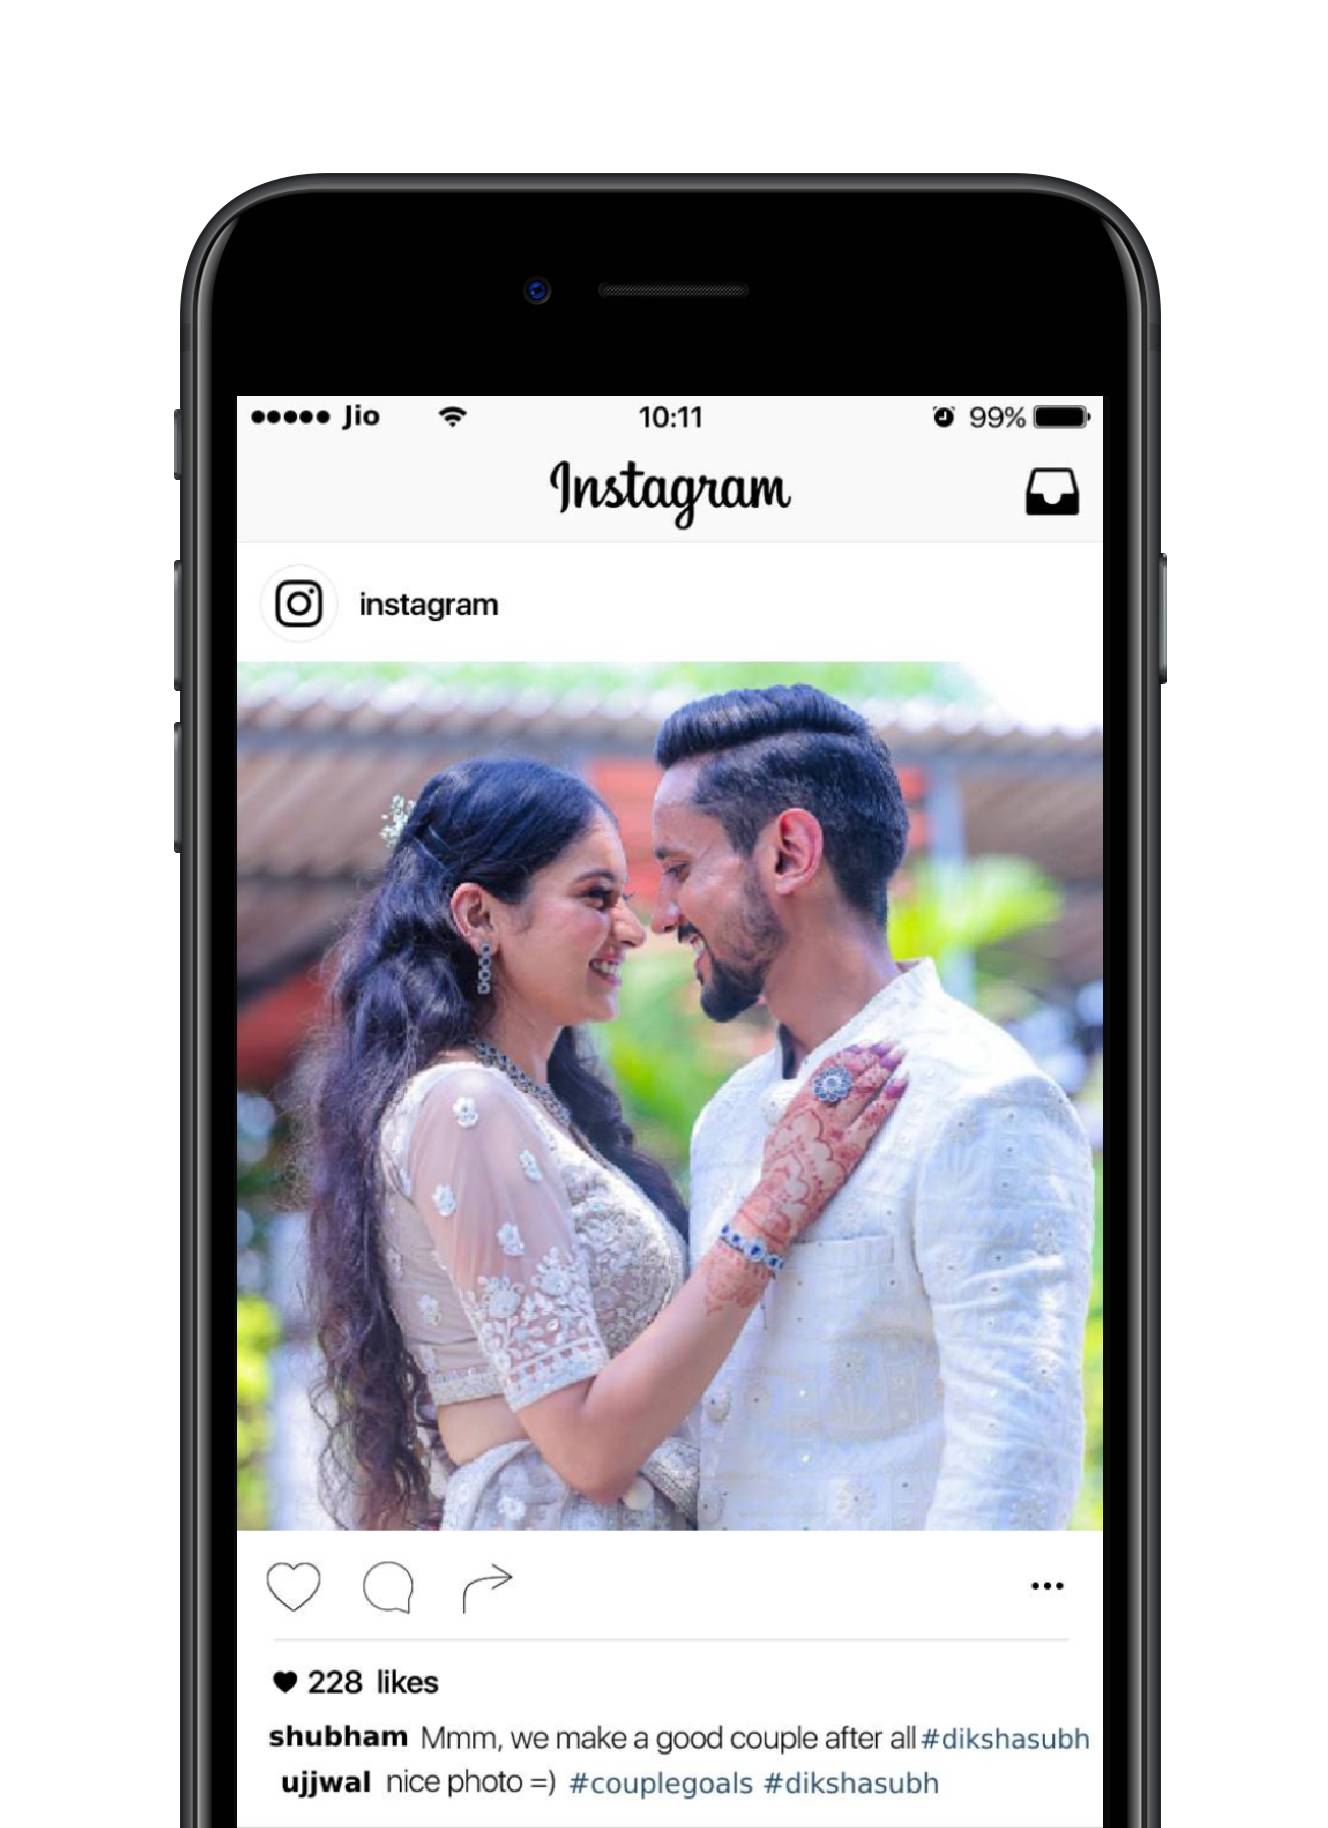 Jio 10:11 99%
Instagram
instagram
228 likes
shubham Mmm, we make a good couple after all #dikshasubh
ujjwal nice photo =) #couplegoals #dikshasubh